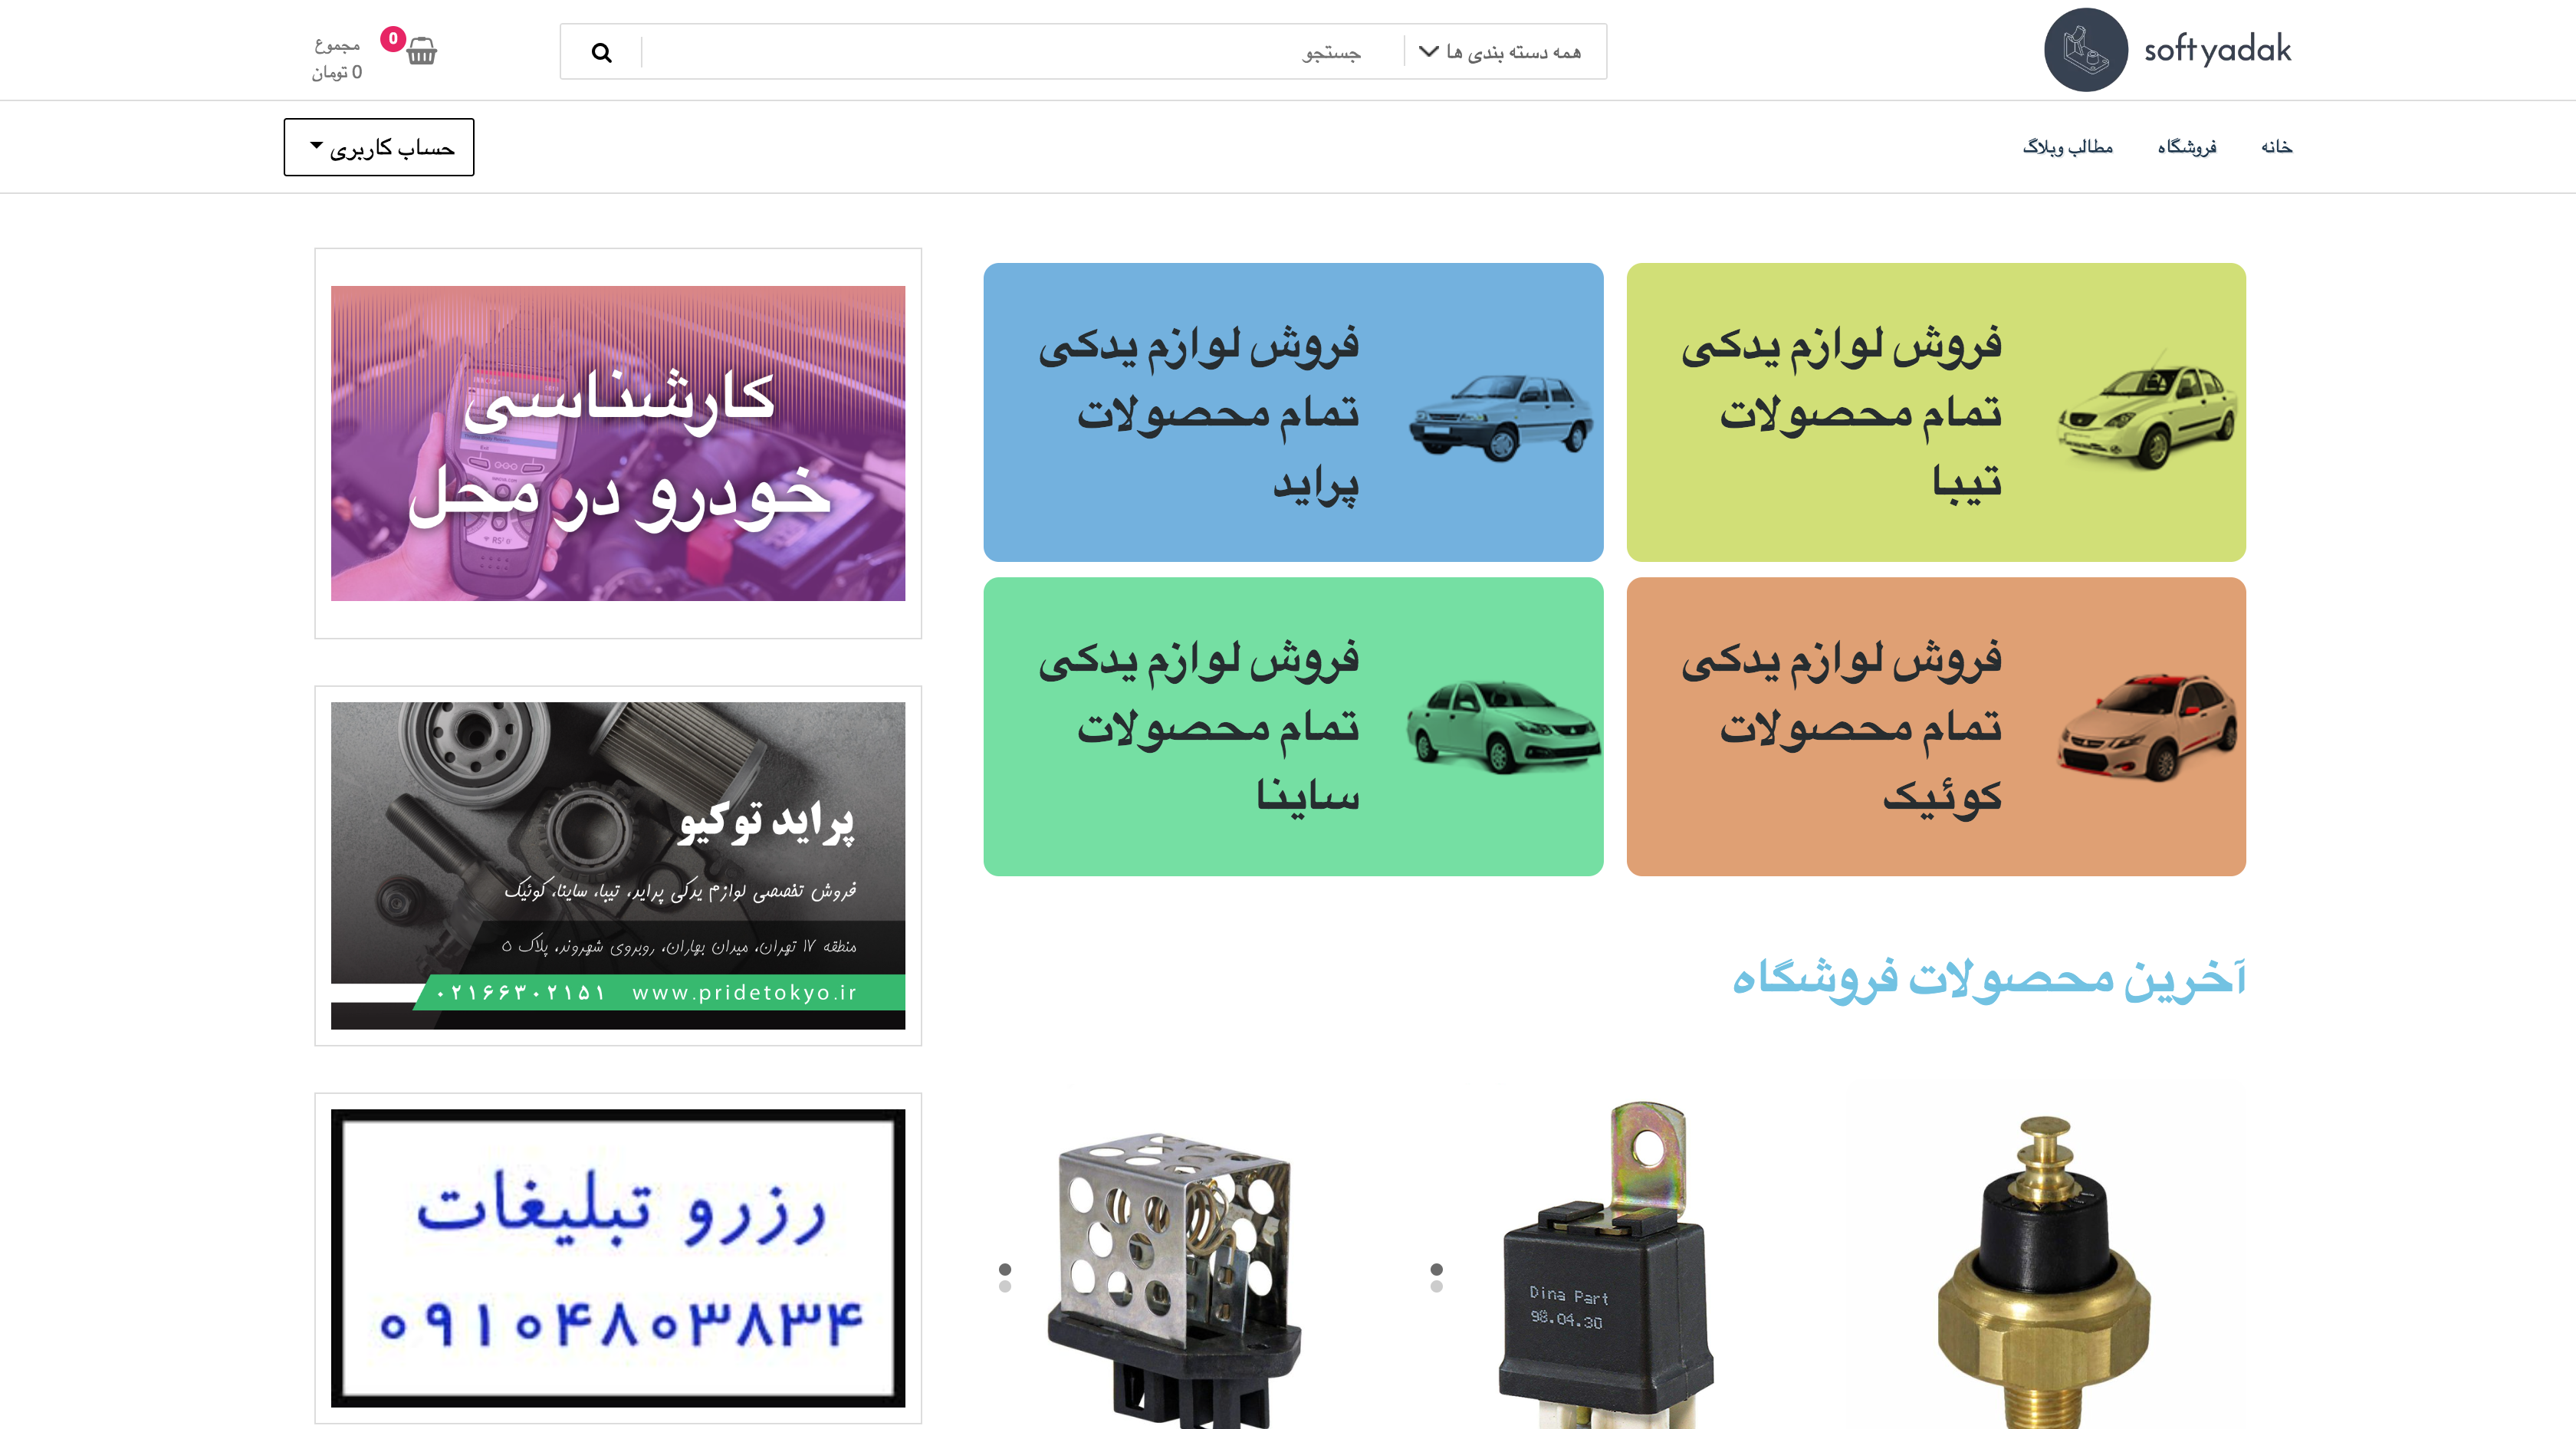 softyadak
همه دسته بندی ها
جستجو
0
مجموع
0 تومان
خانه
فروشگاه
مطالب وبلاگ
حساب کاربری
فروش لوازم یدکی
تمام محصولات
تیبا
فروش لوازم یدکی
تمام محصولات
پراید
فروش لوازم یدکی
تمام محصولات
کوئیک
فروش لوازم یدکی
تمام محصولات
ساینا
آخرین محصولات فروشگاه
Dina Part
98.04.30
کارشناسی
خودرو در محل
پراید توکیو
فروش تخصصی لوازم یدکی پراید، تیبا، ساینا، کوئیک
منطقه ۱۷ تهران، میدان بهاران، روبروی شهروند، پلاک ۵
۰۲۱۶۶۳۰۲۱۵۱ www.pridetokyo.ir
رزرو تبلیغات
۰۹۱۰۴۸۰۳۸۳۴